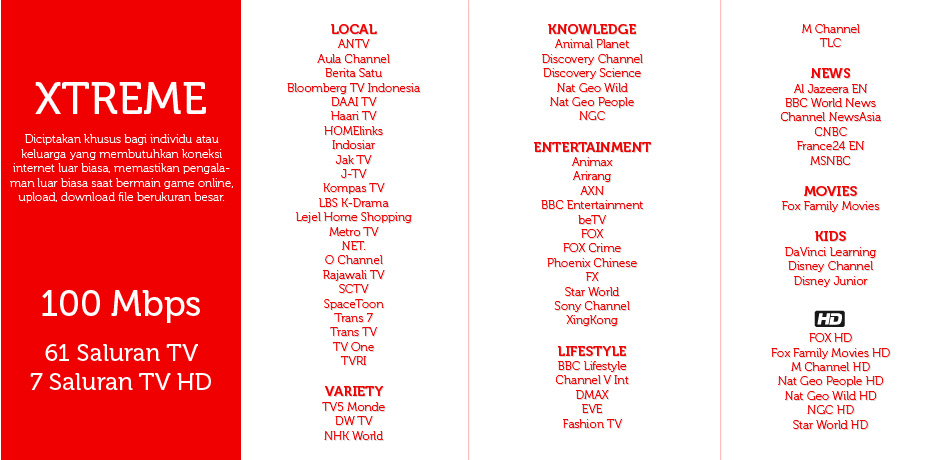 XTREME
Diciptakan khusus bagi individu atau
keluarga yang membutuhkan koneksi
internet luar biasa, memastikan pengala-
man luar biasa saat bermain game online,
upload, download file berukuran besar.
100 Mbps
61 Saluran TV
7 Saluran TV HD
LOCAL
ANTV
Aula Channel
Berita Satu
Bloomberg TV Indonesia
DAAI TV
Haari TV
HOMElinks
Indosiar
Jak TV
J-TV
Kompas TV
LBS K-Drama
Lejel Home Shopping
Metro TV
NET.
O Channel
Rajawali TV
SCTV
SpaceToon
Trans 7
Trans TV
TV One
TVRI
VARIETY
TV5 Monde
DW TV
NHK World
KNOWLEDGE
Animal Planet
Discovery Channel
Discovery Science
Nat Geo Wild
Nat Geo People
NGC
ENTERTAINMENT
Animax
Arirang
AXN
BBC Entertainment
beTV
FOX
FOX Crime
Phoenix Chinese
FX
Star World
Sony Channel
XingKong
LIFESTYLE
BBC Lifestyle
Channel V Int
DMAX
EVE
Fashion TV
M Channel
TLC
NEWS
Al Jazeera EN
BBC World News
Channel NewsAsia
CNBC
France24 EN
MSNBC
MOVIES
Fox Family Movies
KIDS
DaVinci Learning
Disney Channel
Disney Junior
HD
FOX HD
Fox Family Movies HD
M Channel HD
Nat Geo People HD
Nat Geo Wild HD
NGC HD
Star World HD